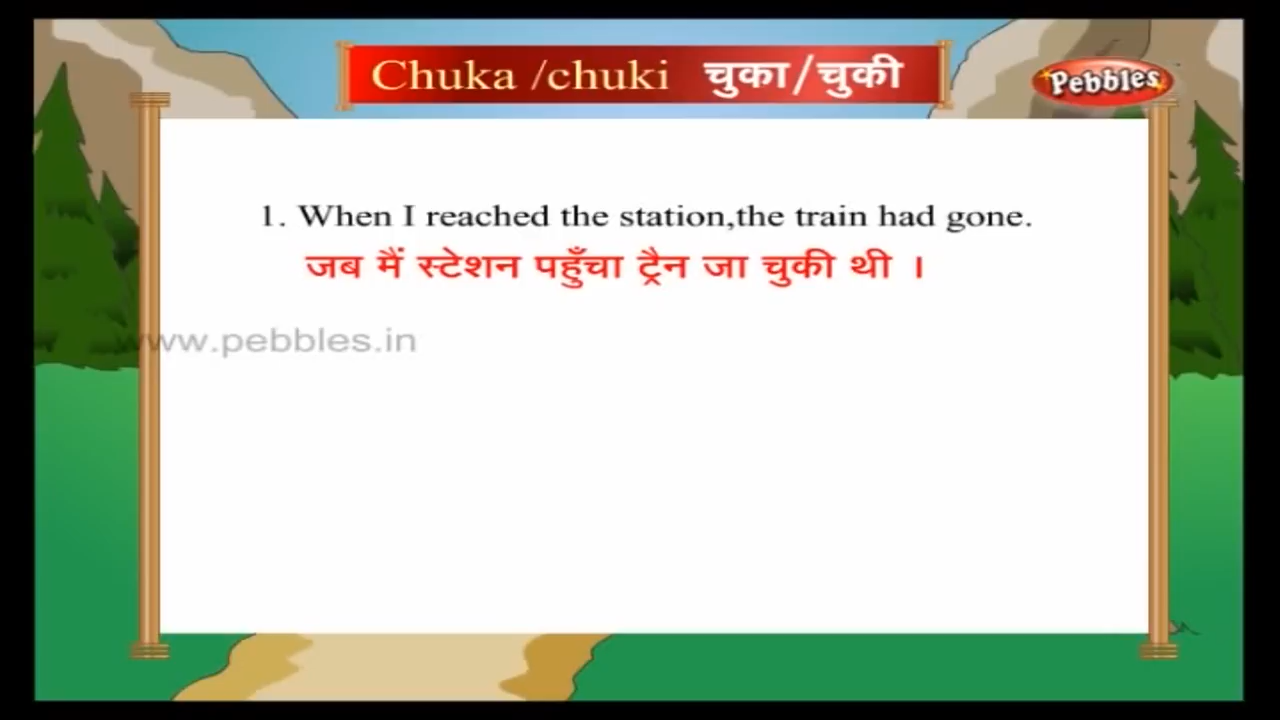 Chuka /chuki चुका/चुकी
Pebbles
1. When I reached the station,the train had gone.
जब मैं स्टेशन पहुँचा ट्रैन जा चुकी थी ।
www.pebbles.in